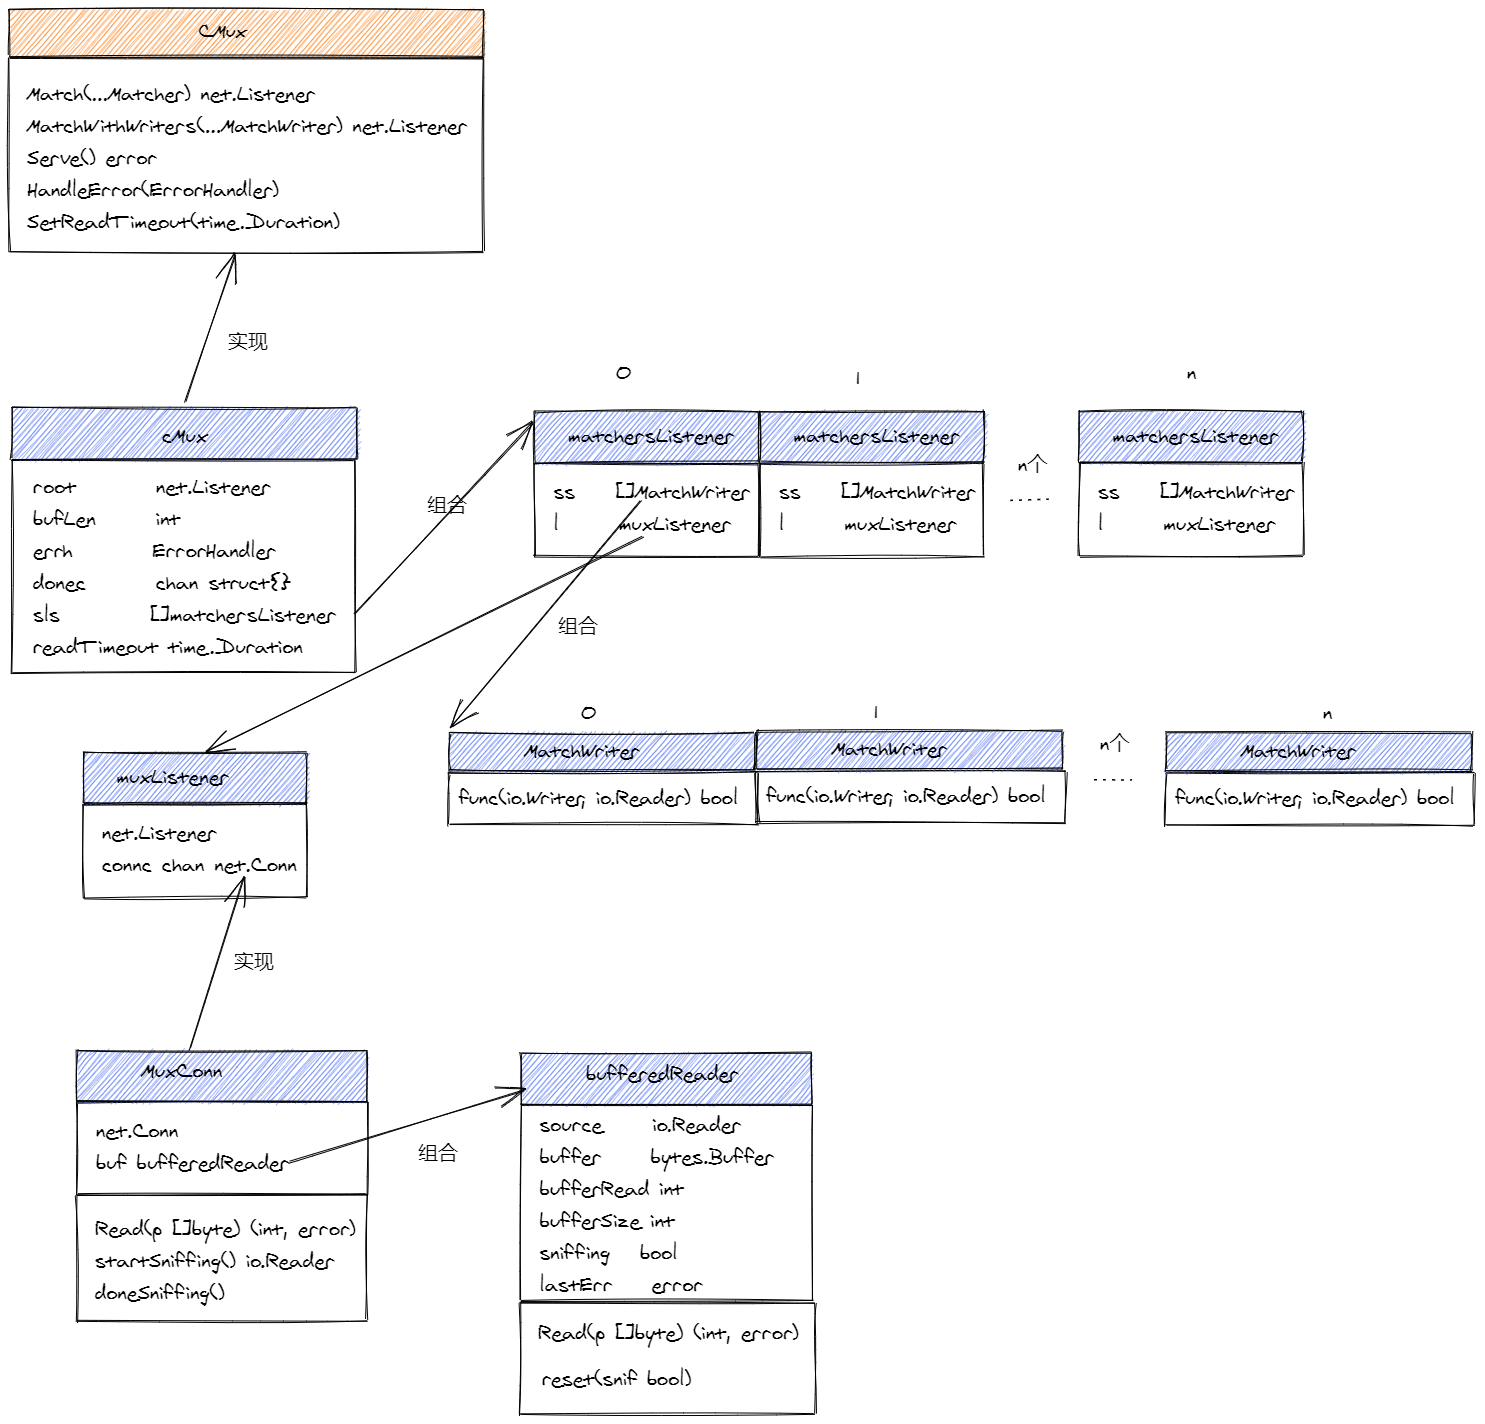 CMux
Match(...Matcher) net.Listener
MatchWithWriters(...MatchWriter) net.Listener
Serve() error
HandleError(ErrorHandler)
SetReadTimeout(time.Duration)
实现
cMux
root net.Listener
bufLen int
errh ErrorHandler
donec chan struct{}
sls []matchersListener
readTimeout time.Duration
组合
0 1 n
matchersListener matchersListener matchersListener
n个
ss []MatchWriter ss []MatchWriter ...... ss []MatchWriter
l muxListener l muxListener l muxListener
组合
0 1 n
MatchWriter MatchWriter n个 MatchWriter
......
func(io.Writer, io.Reader) bool func(io.Writer, io.Reader) bool func(io.Writer, io.Reader) bool
muxListener
net.Listener
connc chan net.Conn
实现
MuxConn
net.Conn
buf bufferedReader
Read(p []byte) (int, error)
startSniffing() io.Reader
doneSniffing()
组合
bufferedReader
source io.Reader
buffer bytes.Buffer
bufferRead int
bufferSize int
sniffing bool
lastErr error
Read(p []byte) (int, error)
reset(snif bool)